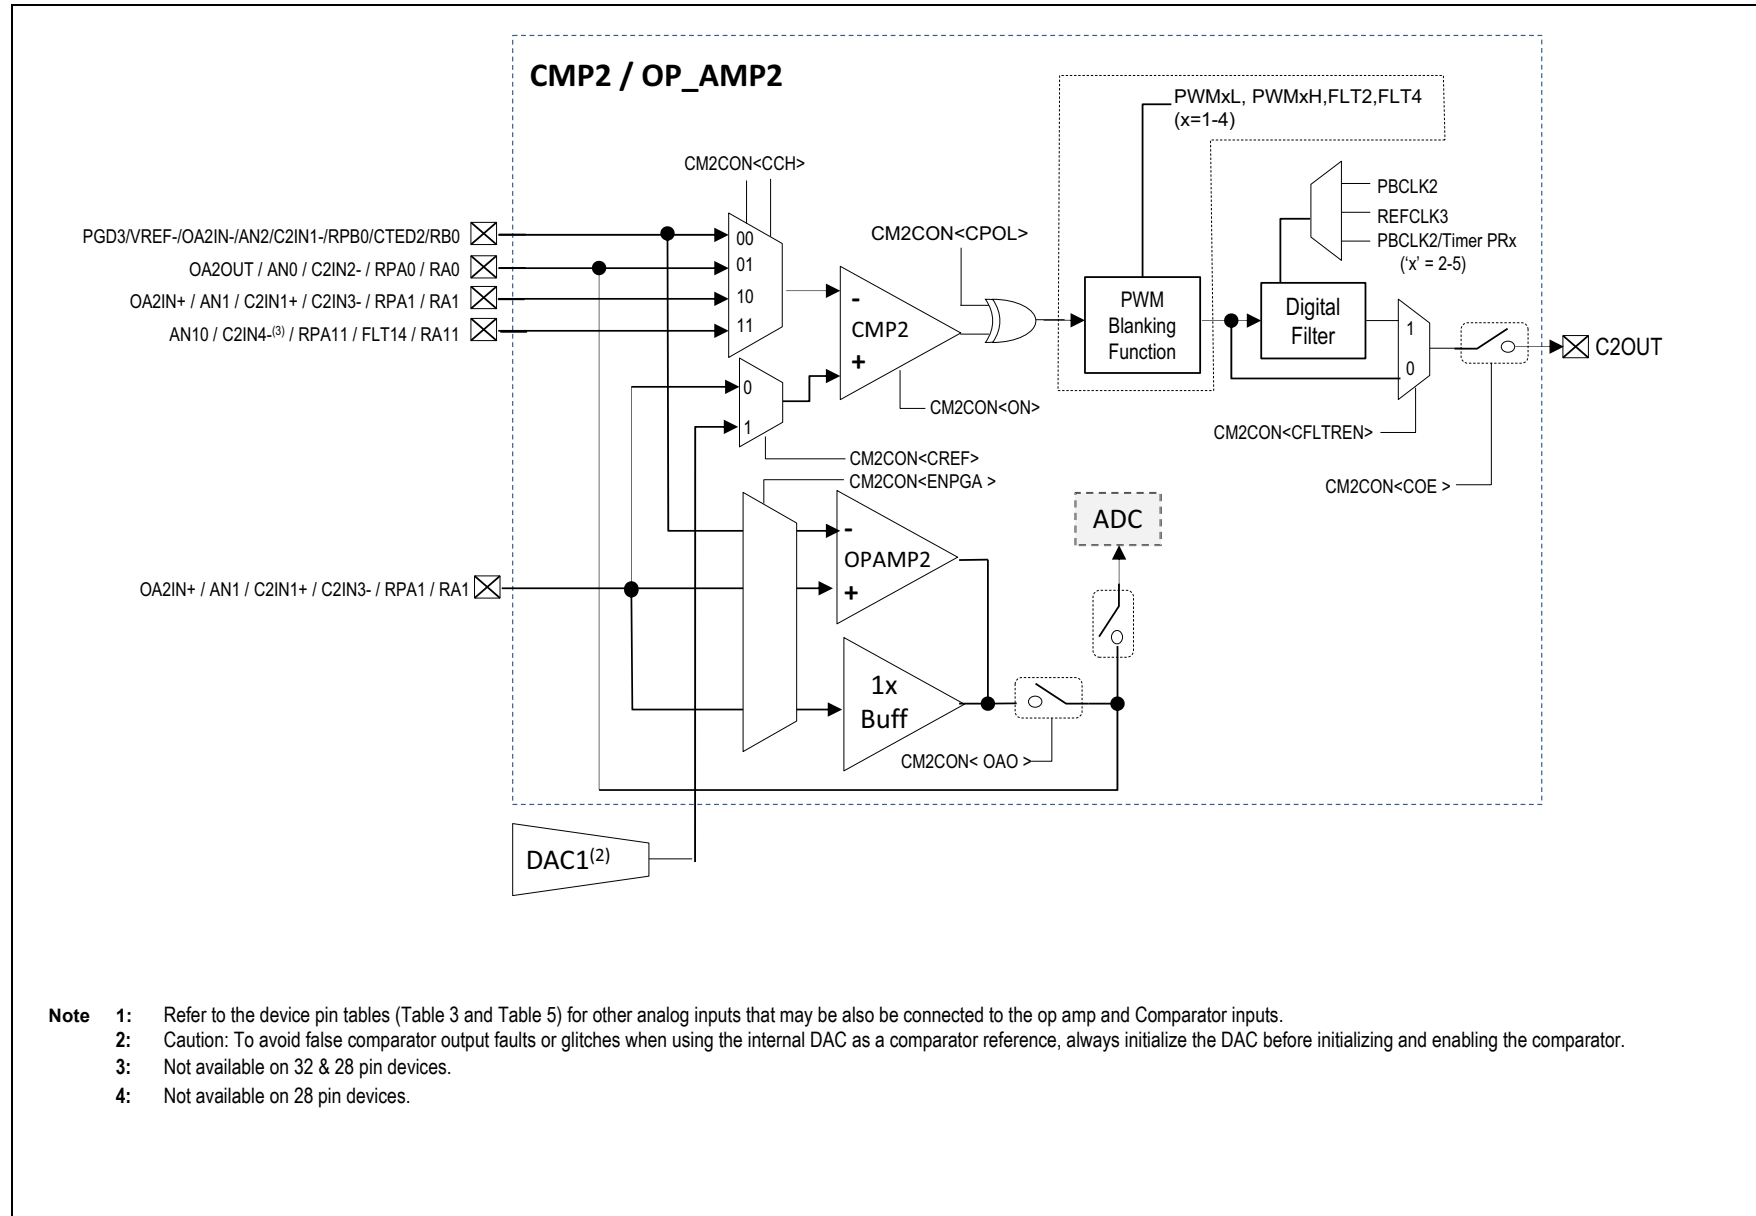 CMP2 / OP_AMP2
PWMxL, PWMxH,FLT2,FLT4
(x=1-4)
CM2CON<CCH>
PBCLK2
REFCLK3
PBCLK2/Timer PRx
('x' = 2-5)
PGD3/VREF-/OA2IN-/AN2/C2IN1-/RPB0/CTED2/RB0
OA2OUT / AN0 / C2IN2- / RPA0 / RA0
OA2IN+ / AN1 / C2IN1+ / C2IN3- / RPA1 / RA1
AN10 / C2IN4-(3) / RPA11 / FLT14 / RA11
00
01
10
11
CM2CON<CPOL>
-
CMP2
+
PWM
Blanking
Function
Digital
Filter
1
0
C2OUT
0
1
CM2CON<ON>
CM2CON<CFLTREN>
CM2CON<CREF>
CM2CON<ENPGA >
CM2CON<COE >
ADC
-
OPAMP2
+
OA2IN+ / AN1 / C2IN1+ / C2IN3- / RPA1 / RA1
1x
Buff
CM2CON< OAO >
DAC1(2)
Note 1: Refer to the device pin tables (Table 3 and Table 5) for other analog inputs that may be also be connected to the op amp and Comparator inputs.
2: Caution: To avoid false comparator output faults or glitches when using the internal DAC as a comparator reference, always initialize the DAC before initializing and enabling the comparator.
3: Not available on 32 & 28 pin devices.
4: Not available on 28 pin devices.